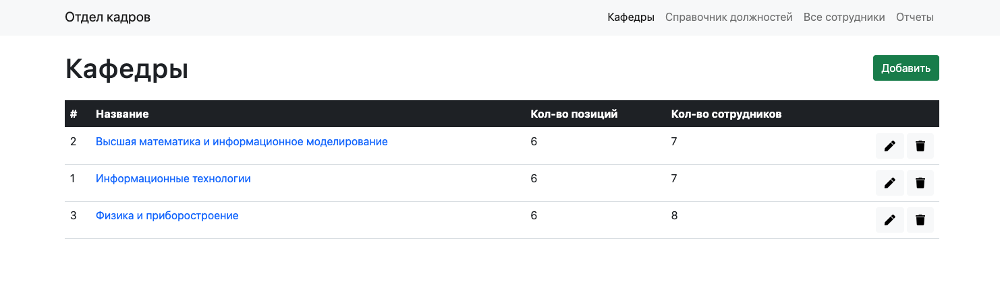 Отдел кадров Кафедры Справочник должностей Все сотрудники Отчеты
Кафедры Добавить
# Название Кол-во позиций Кол-во сотрудников
2 Высшая математика и информационное моделирование 6 7
1 Информационные технологии 6 7
3 Физика и приборостроение 6 8